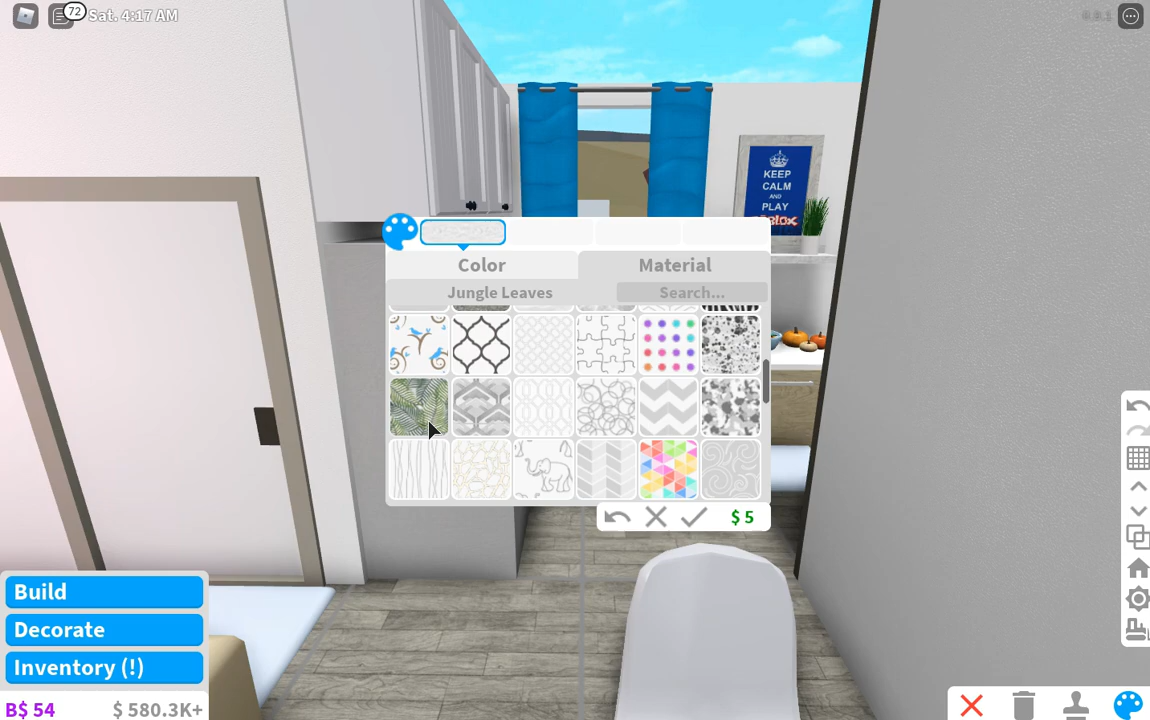 72
Sat. 4:17 AM
KEEP
CALM
AND
PLAY
ROBLOX
Color
Material
Jungle Leaves
Search...
$ 5
Build
Decorate
Inventory (!)
B$ 54
$ 580.3K+